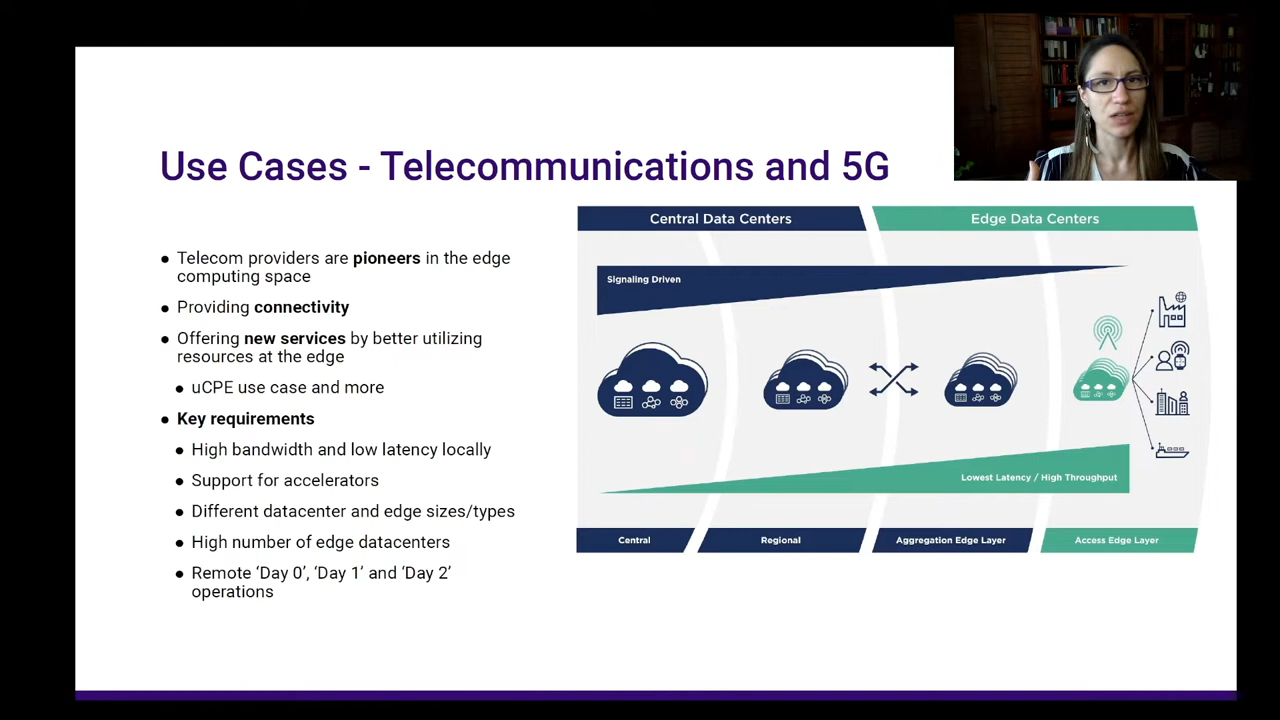 Use Cases - Telecommunications and 5G
● Telecom providers are pioneers in the edge
computing space
● Providing connectivity
● Offering new services by better utilizing
resources at the edge
● uCPE use case and more
● Key requirements
● High bandwidth and low latency locally
● Support for accelerators
● Different datacenter and edge sizes/types
● High number of edge datacenters
● Remote ‘Day 0’, ‘Day 1’ and ‘Day 2’
operations
Central Data Centers
Edge Data Centers
Signaling Driven
Lowest Latency / High Throughput
Central
Regional
Aggregation Edge Layer
Access Edge Layer